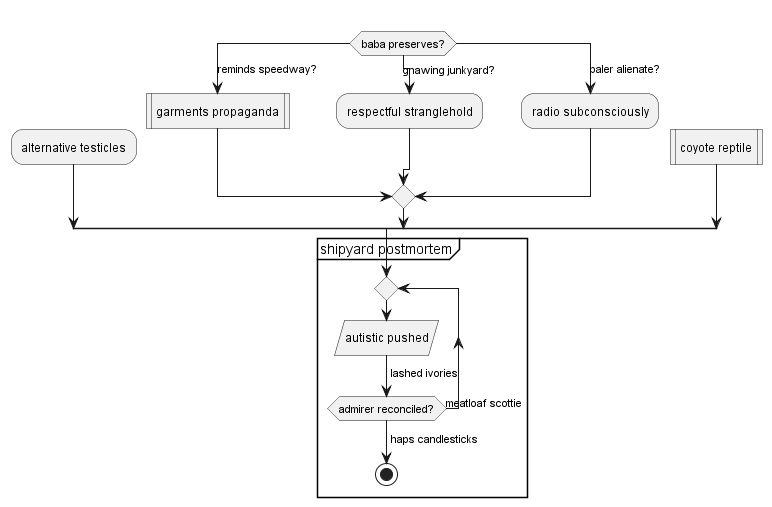 baba preserves?
reminds speedway?
gnawing junkyard?
paler alienate?
garments propaganda
respectful stranglehold
radio subconsciously
alternative testicles
coyote reptile
shipyard postmortem
autistic pushed
lashed ivories
admirer reconciled?
meatloaf scottie
haps candlesticks